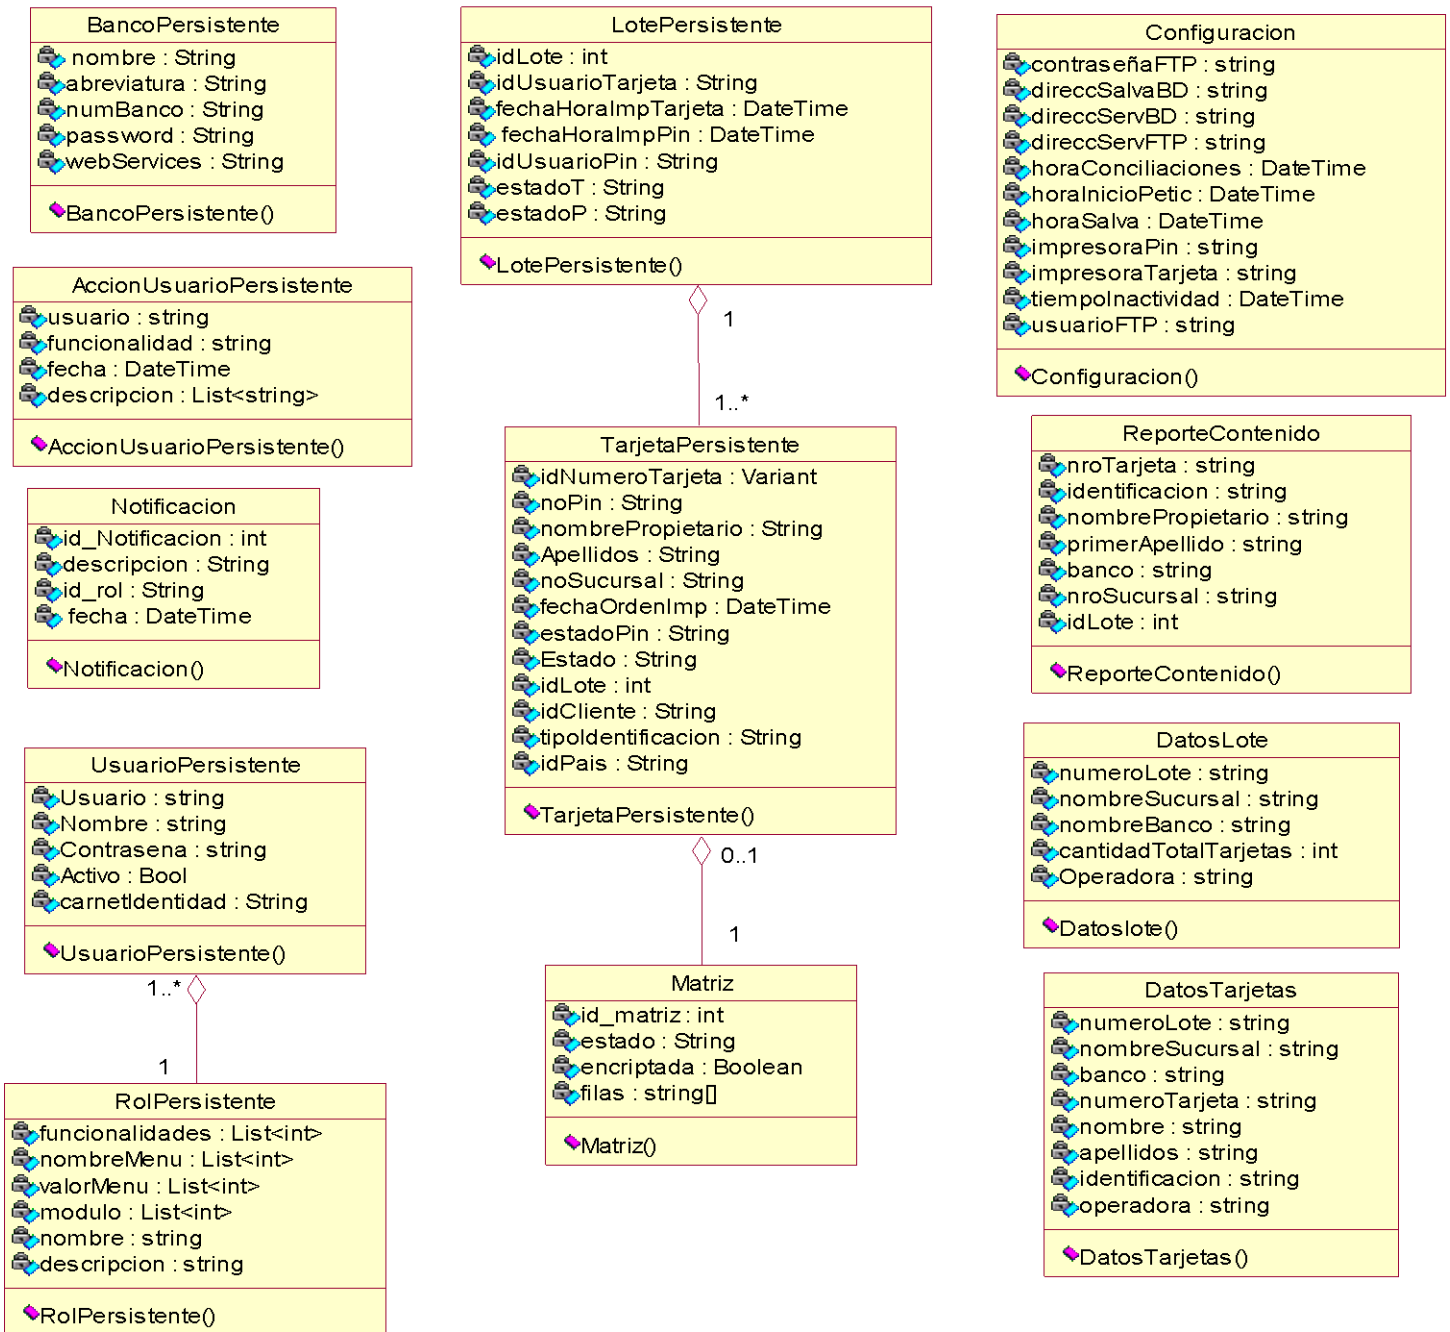 BancoPersistente
nombre : String
abreviatura : String
numBanco : String
password : String
webServices : String
BancoPersistente()
AccionUsuarioPersistente
usuario : string
funcionalidad : string
fecha : DateTime
descripcion : List<string>
AccionUsuarioPersistente()
Notificacion
id_Notificacion : int
descripcion : String
id_rol : String
fecha : DateTime
Notificacion()
UsuarioPersistente
Usuario : string
Nombre : string
Contrasena : string
Activo : Bool
carnetIdentidad : String
UsuarioPersistente()
1..*
1
RolPersistente
funcionalidades : List<int>
nombreMenu : List<int>
valorMenu : List<int>
modulo : List<int>
nombre : string
descripcion : string
RolPersistente()
LotePersistente
idLote : int
idUsuarioTarjeta : String
fechaHoraImpTarjeta : DateTime
fechaHoraImpPin : DateTime
idUsuarioPin : String
estadoT : String
estadoP : String
LotePersistente()
1
1..*
TarjetaPersistente
idNumeroTarjeta : Variant
noPin : String
nombrePropietario : String
Apellidos : String
noSucursal : String
fechaOrdenImp : DateTime
estadoPin : String
Estado : String
idLote : int
idCliente : String
tipoIdentificacion : String
idPais : String
TarjetaPersistente()
0..1
1
Matriz
id_matriz : int
estado : String
encriptada : Boolean
filas : string[]
Matriz()
Configuracion
contraseñaFTP : string
direccSalvaBD : string
direccServBD : string
direccServFTP : string
horaConciliaciones : DateTime
horaInicioPetic : DateTime
horaSalva : DateTime
impresoraPin : string
impresoraTarjeta : string
tiempoInactividad : DateTime
usuarioFTP : string
Configuracion()
ReporteContenido
nroTarjeta : string
identificacion : string
nombrePropietario : string
primerApellido : string
banco : string
nroSucursal : string
idLote : int
ReporteContenido()
DatosLote
numeroLote : string
nombreSucursal : string
nombreBanco : string
cantidadTotalTarjetas : int
Operadora : string
Datoslote()
DatosTarjetas
numeroLote : string
nombreSucursal : string
banco : string
numeroTarjeta : string
nombre : string
apellidos : string
identificacion : string
operadora : string
DatosTarjetas()